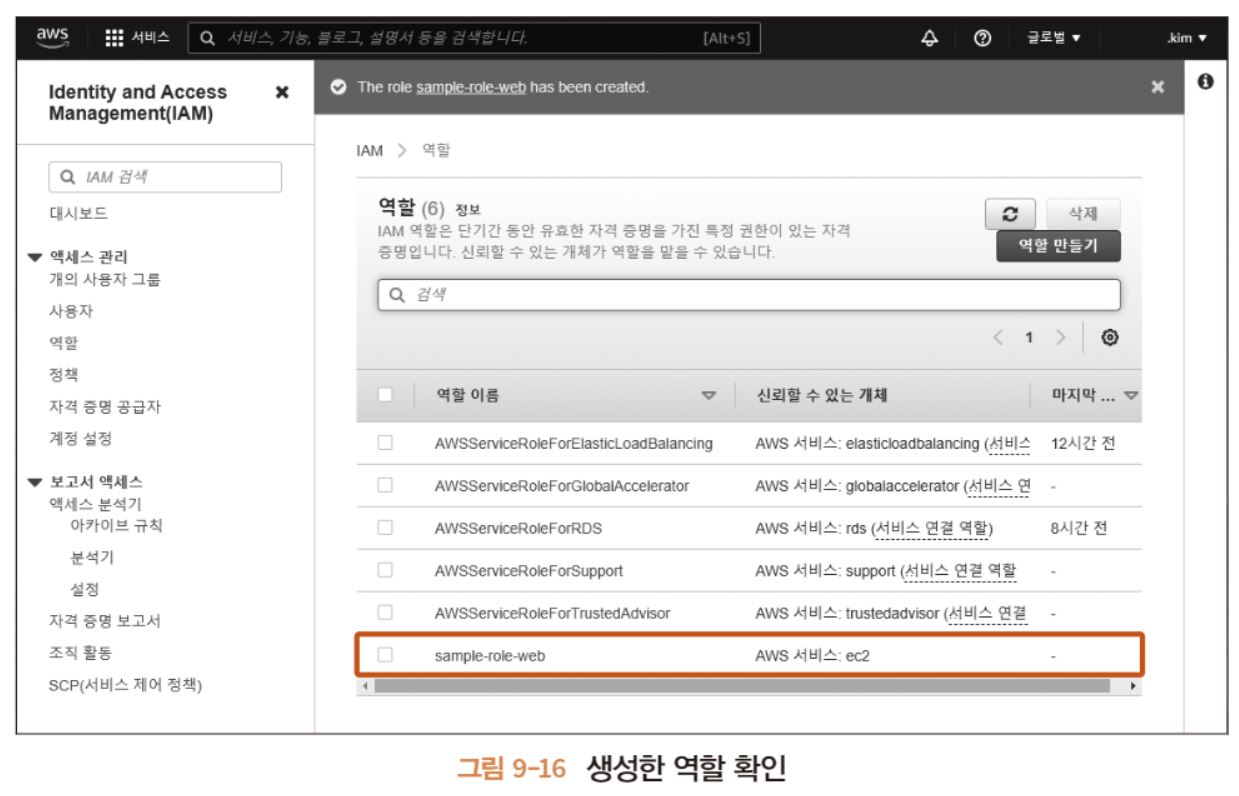 aws
서비스
서비스, 기능, 블로그, 설명서 등을 검색합니다.
[Alt+S]
글로벌 ▼
.kim ▼
Identity and Access
Management(IAM)
IAM 검색
대시보드
액세스 관리
개의 사용자 그룹
사용자
역할
정책
자격 증명 공급자
계정 설정
보고서 액세스
액세스 분석기
아카이브 규칙
분석기
설정
자격 증명 보고서
조직 활동
SCP(서비스 제어 정책)
The role sample-role-web has been created.
IAM > 역할
역할 (6) 정보
IAM 역할은 단기간 동안 유효한 자격 증명을 가진 특정 권한이 있는 자격
증명입니다. 신뢰할 수 있는 개체가 역할을 맡을 수 있습니다.
삭제
역할 만들기
검색
< 1 >
역할 이름 신뢰할 수 있는 개체 마지막 ...
AWSServiceRoleForElasticLoadBalancing AWS 서비스: elasticloadbalancing (서비스 12시간 전
AWSServiceRoleForGlobalAccelerator AWS 서비스: globalaccelerator (서비스 연 -
AWSServiceRoleForRDS AWS 서비스: rds (서비스 연결 역할) 8시간 전
AWSServiceRoleForSupport AWS 서비스: support (서비스 연결 역할 -
AWSServiceRoleForTrustedAdvisor AWS 서비스: trustedadvisor (서비스 연결 -
sample-role-web AWS 서비스: ec2 -
그림 9-16 생성한 역할 확인